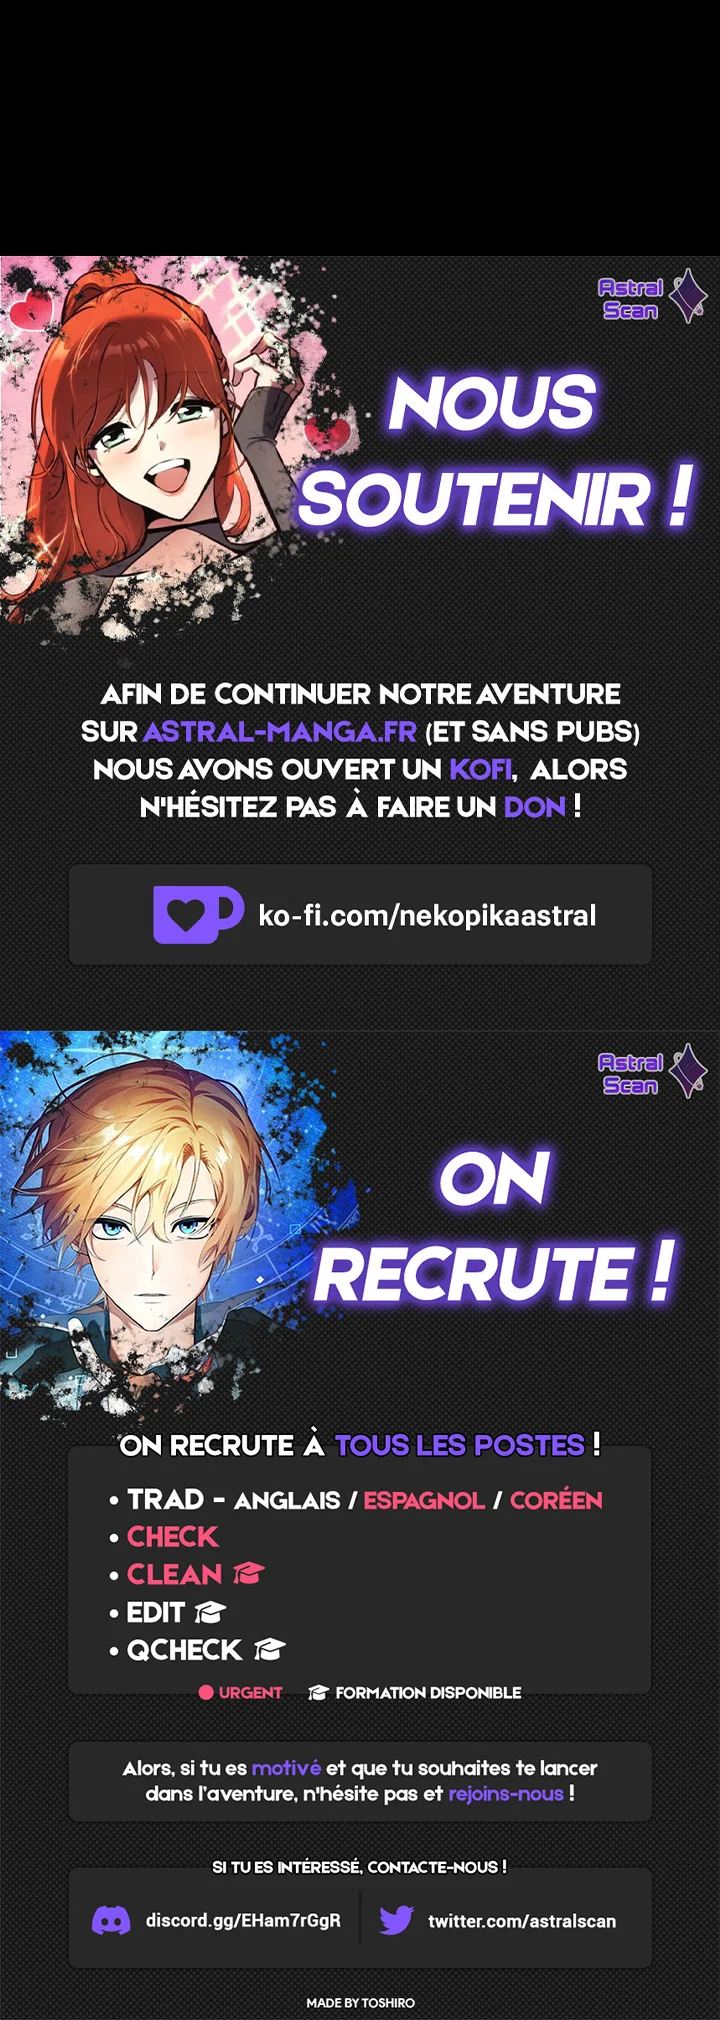 Astral
Scan
NOUS
SOUTENIR !
AFIN DE CONTINUER NOTRE AVENTURE
SUR ASTRAL-MANGA.FR (ET SANS PUBS)
NOUS AVONS OUVERT UN KOFI, ALORS
N'HÉSITEZ PAS À FAIRE UN DON !
ko-fi.com/nekopikaastral
Astral
Scan
ON
RECRUTE !
ON RECRUTE À TOUS LES POSTES !
• TRAD - ANGLAIS / ESPAGNOL / CORÉEN
• CHECK
• CLEAN
• EDIT
• QCHECK
URGENT FORMATION DISPONIBLE
Alors, si tu es motivé et que tu souhaites te lancer
dans l'aventure, n'hésite pas et rejoins-nous !
SI TU ES INTÉRESSÉ, CONTACTE-NOUS !
discord.gg/EHam7rGgR twitter.com/astralscan
MADE BY TOSHIRO